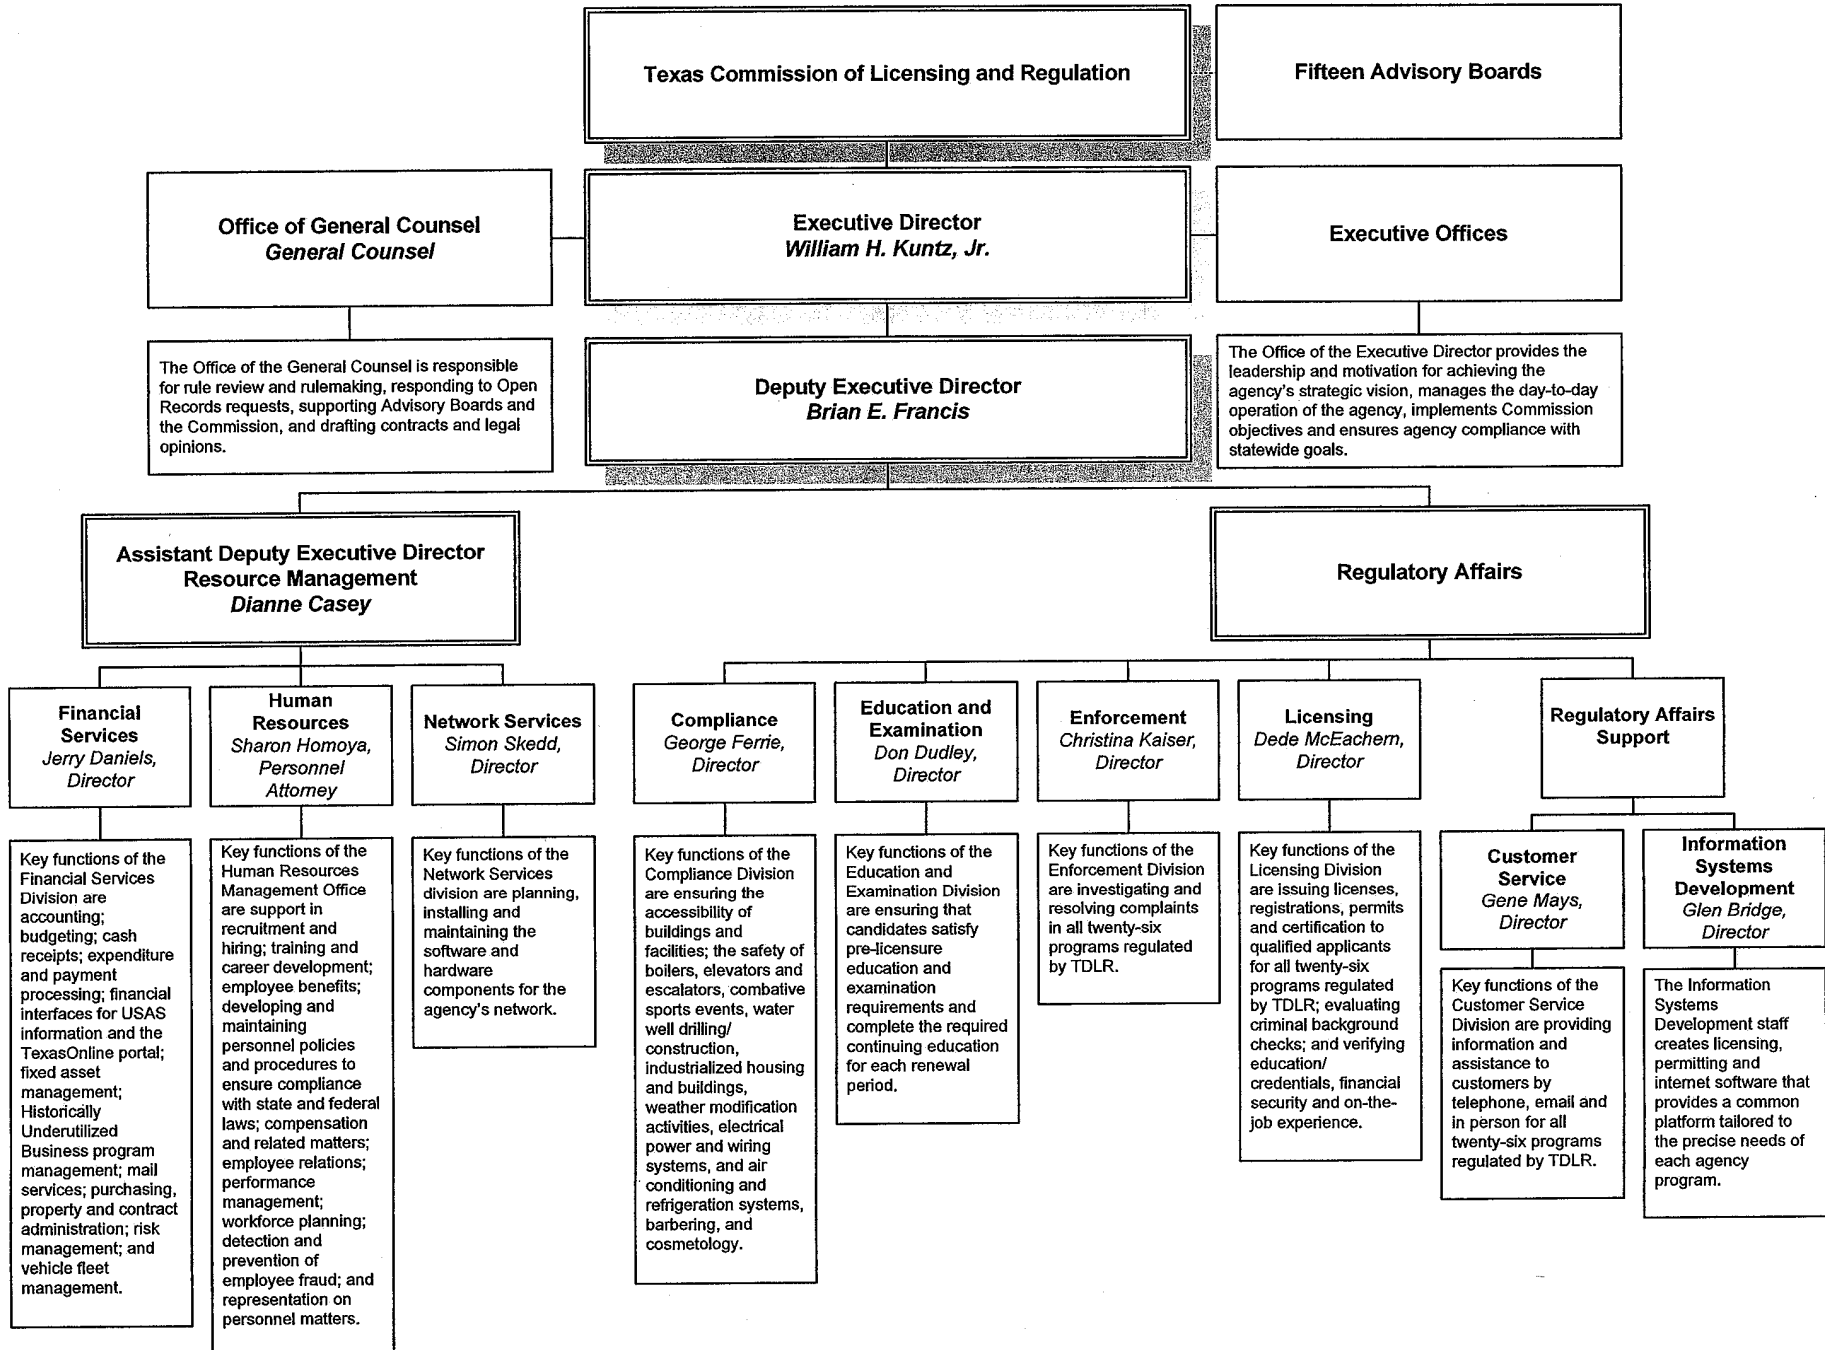 Texas Commission of Licensing and Regulation
Fifteen Advisory Boards
Office of General Counsel
General Counsel
Executive Director
William H. Kuntz, Jr.
Executive Offices
The Office of the General Counsel is responsible
for rule review and rulemaking, responding to Open
Records requests, supporting Advisory Boards and
the Commission, and drafting contracts and legal
opinions.
Deputy Executive Director
Brian E. Francis
The Office of the Executive Director provides the
leadership and motivation for achieving the
agency's strategic vision, manages the day-to-day
operation of the agency, implements Commission
objectives and ensures agency compliance with
statewide goals.
Assistant Deputy Executive Director
Resource Management
Dianne Casey
Regulatory Affairs
Financial
Services
Jerry Daniels,
Director
Human
Resources
Sharon Homoya,
Personnel
Attorney
Network Services
Simon Skedd,
Director
Compliance
George Ferrie,
Director
Education and
Examination
Don Dudley,
Director
Enforcement
Christina Kaiser,
Director
Licensing
Dede McEachern,
Director
Regulatory Affairs
Support
Key functions of the
Financial Services
Division are
accounting;
budgeting; cash
receipts; expenditure
and payment
processing; financial
interfaces for USAS
information and the
TexasOnline portal;
fixed asset
management;
Historically
Underutilized
Business program
management; mail
services; purchasing,
property and contract
administration; risk
management; and
vehicle fleet
management.
Key functions of the
Human Resources
Management Office
are support in
recruitment and
hiring; training and
career development;
employee benefits;
developing and
maintaining
personnel policies
and procedures to
ensure compliance
with state and federal
laws; compensation
and related matters;
employee relations;
performance
management;
workforce planning;
detection and
prevention of
employee fraud; and
representation on
personnel matters.
Key functions of the
Network Services
division are planning,
installing and
maintaining the
software and
hardware
components for the
agency's network.
Key functions of the
Compliance Division
are ensuring the
accessibility of
buildings and
facilities; the safety of
boilers, elevators and
escalators, combative
sports events, water
well drilling/
construction,
industrialized housing
and buildings,
weather modification
activities, electrical
power and wiring
systems, and air
conditioning and
refrigeration systems,
barbering, and
cosmetology.
Key functions of the
Education and
Examination Division
are ensuring that
candidates satisfy
pre-licensure
education and
examination
requirements and
complete the required
continuing education
for each renewal
period.
Key functions of the
Enforcement Division
are investigating and
resolving complaints
in all twenty-six
programs regulated
by TDLR.
Key functions of the
Licensing Division
are issuing licenses,
registrations, permits
and certification to
qualified applicants
for all twenty-six
programs regulated
by TDLR; evaluating
criminal background
checks; and verifying
education/
credentials, financial
security and on-the-
job experience.
Customer
Service
Gene Mays,
Director
Key functions of the
Customer Service
Division are providing
information and
assistance to
customers by
telephone, email and
in person for all
twenty-six programs
regulated by TDLR.
Information
Systems
Development
Glen Bridge,
Director
The Information
Systems
Development staff
creates licensing,
permitting and
internet software that
provides a common
platform tailored to
the precise needs of
each agency
program.